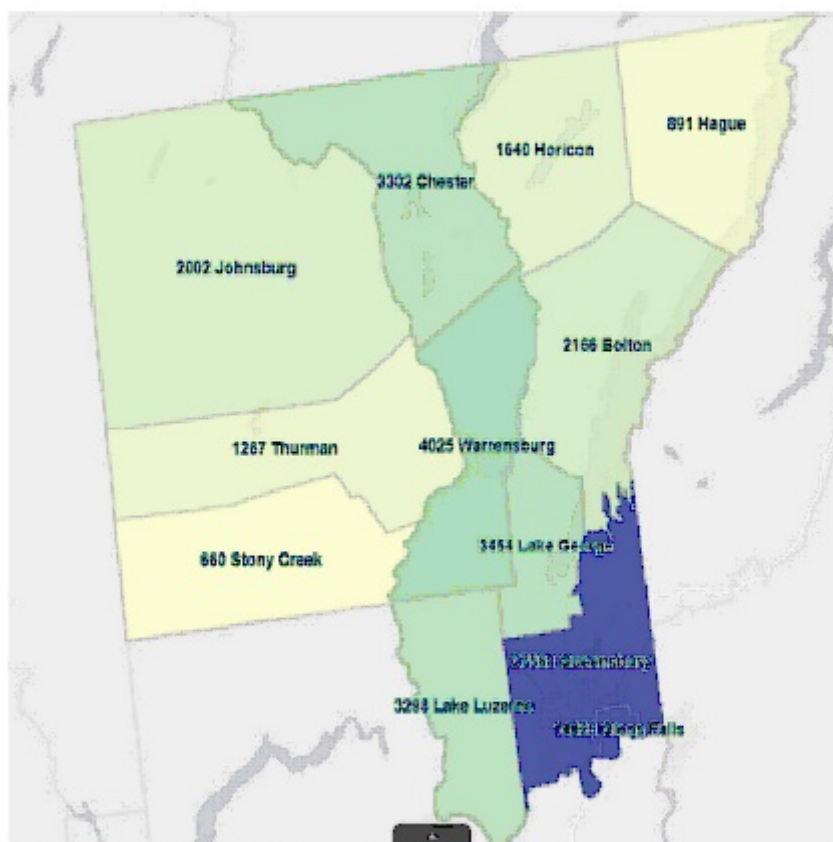 891 Hague
1640 Horicon
3302 Chester
2002 Johnsburg
2166 Bolton
1267 Thurman
4025 Warrensburg
3454 Lake George
660 Stony Creek
Lake Luzerne
Falls